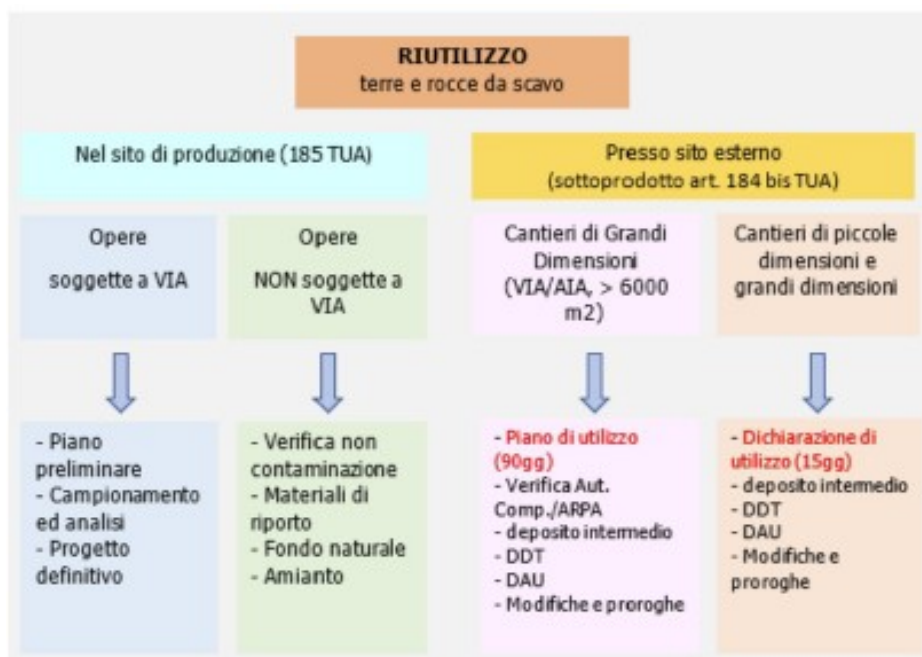 RIUTILIZZO
terre e rocce da scavo
Nel sito di produzione (185 TUA)
Presso sito esterno
(sottoprodotto art. 184 bis TUA)
Opere
soggette a VIA
Opere
NON soggette a
VIA
Cantieri di Grandi
Dimensioni
(VIA/AIA, > 6000
m2)
Cantieri di piccole
dimensioni e
grandi dimensioni
- Piano
preliminare
- Campionamento
ed analisi
- Progetto
definitivo
- Verifica non
contaminazione
- Materiali di
riporto
- Fondo naturale
- Amianto
- Piano di utilizzo
(90gg)
- Verifica Aut.
Comp./ARPA
- deposito intermedio
- DDT
- DAU
- Modifiche e proroghe
- Dichiarazione di
utilizzo (15gg)
- deposito intermedio
- DDT
- DAU
- Modifiche e
proroghe